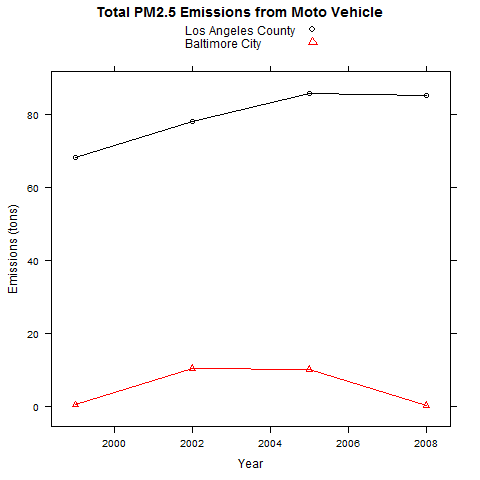 Total PM2.5 Emissions from Moto Vehicle
Los Angeles County
Baltimore City
80
60
40
20
0
Emissions (tons)
2000 2002 2004 2006 2008
Year